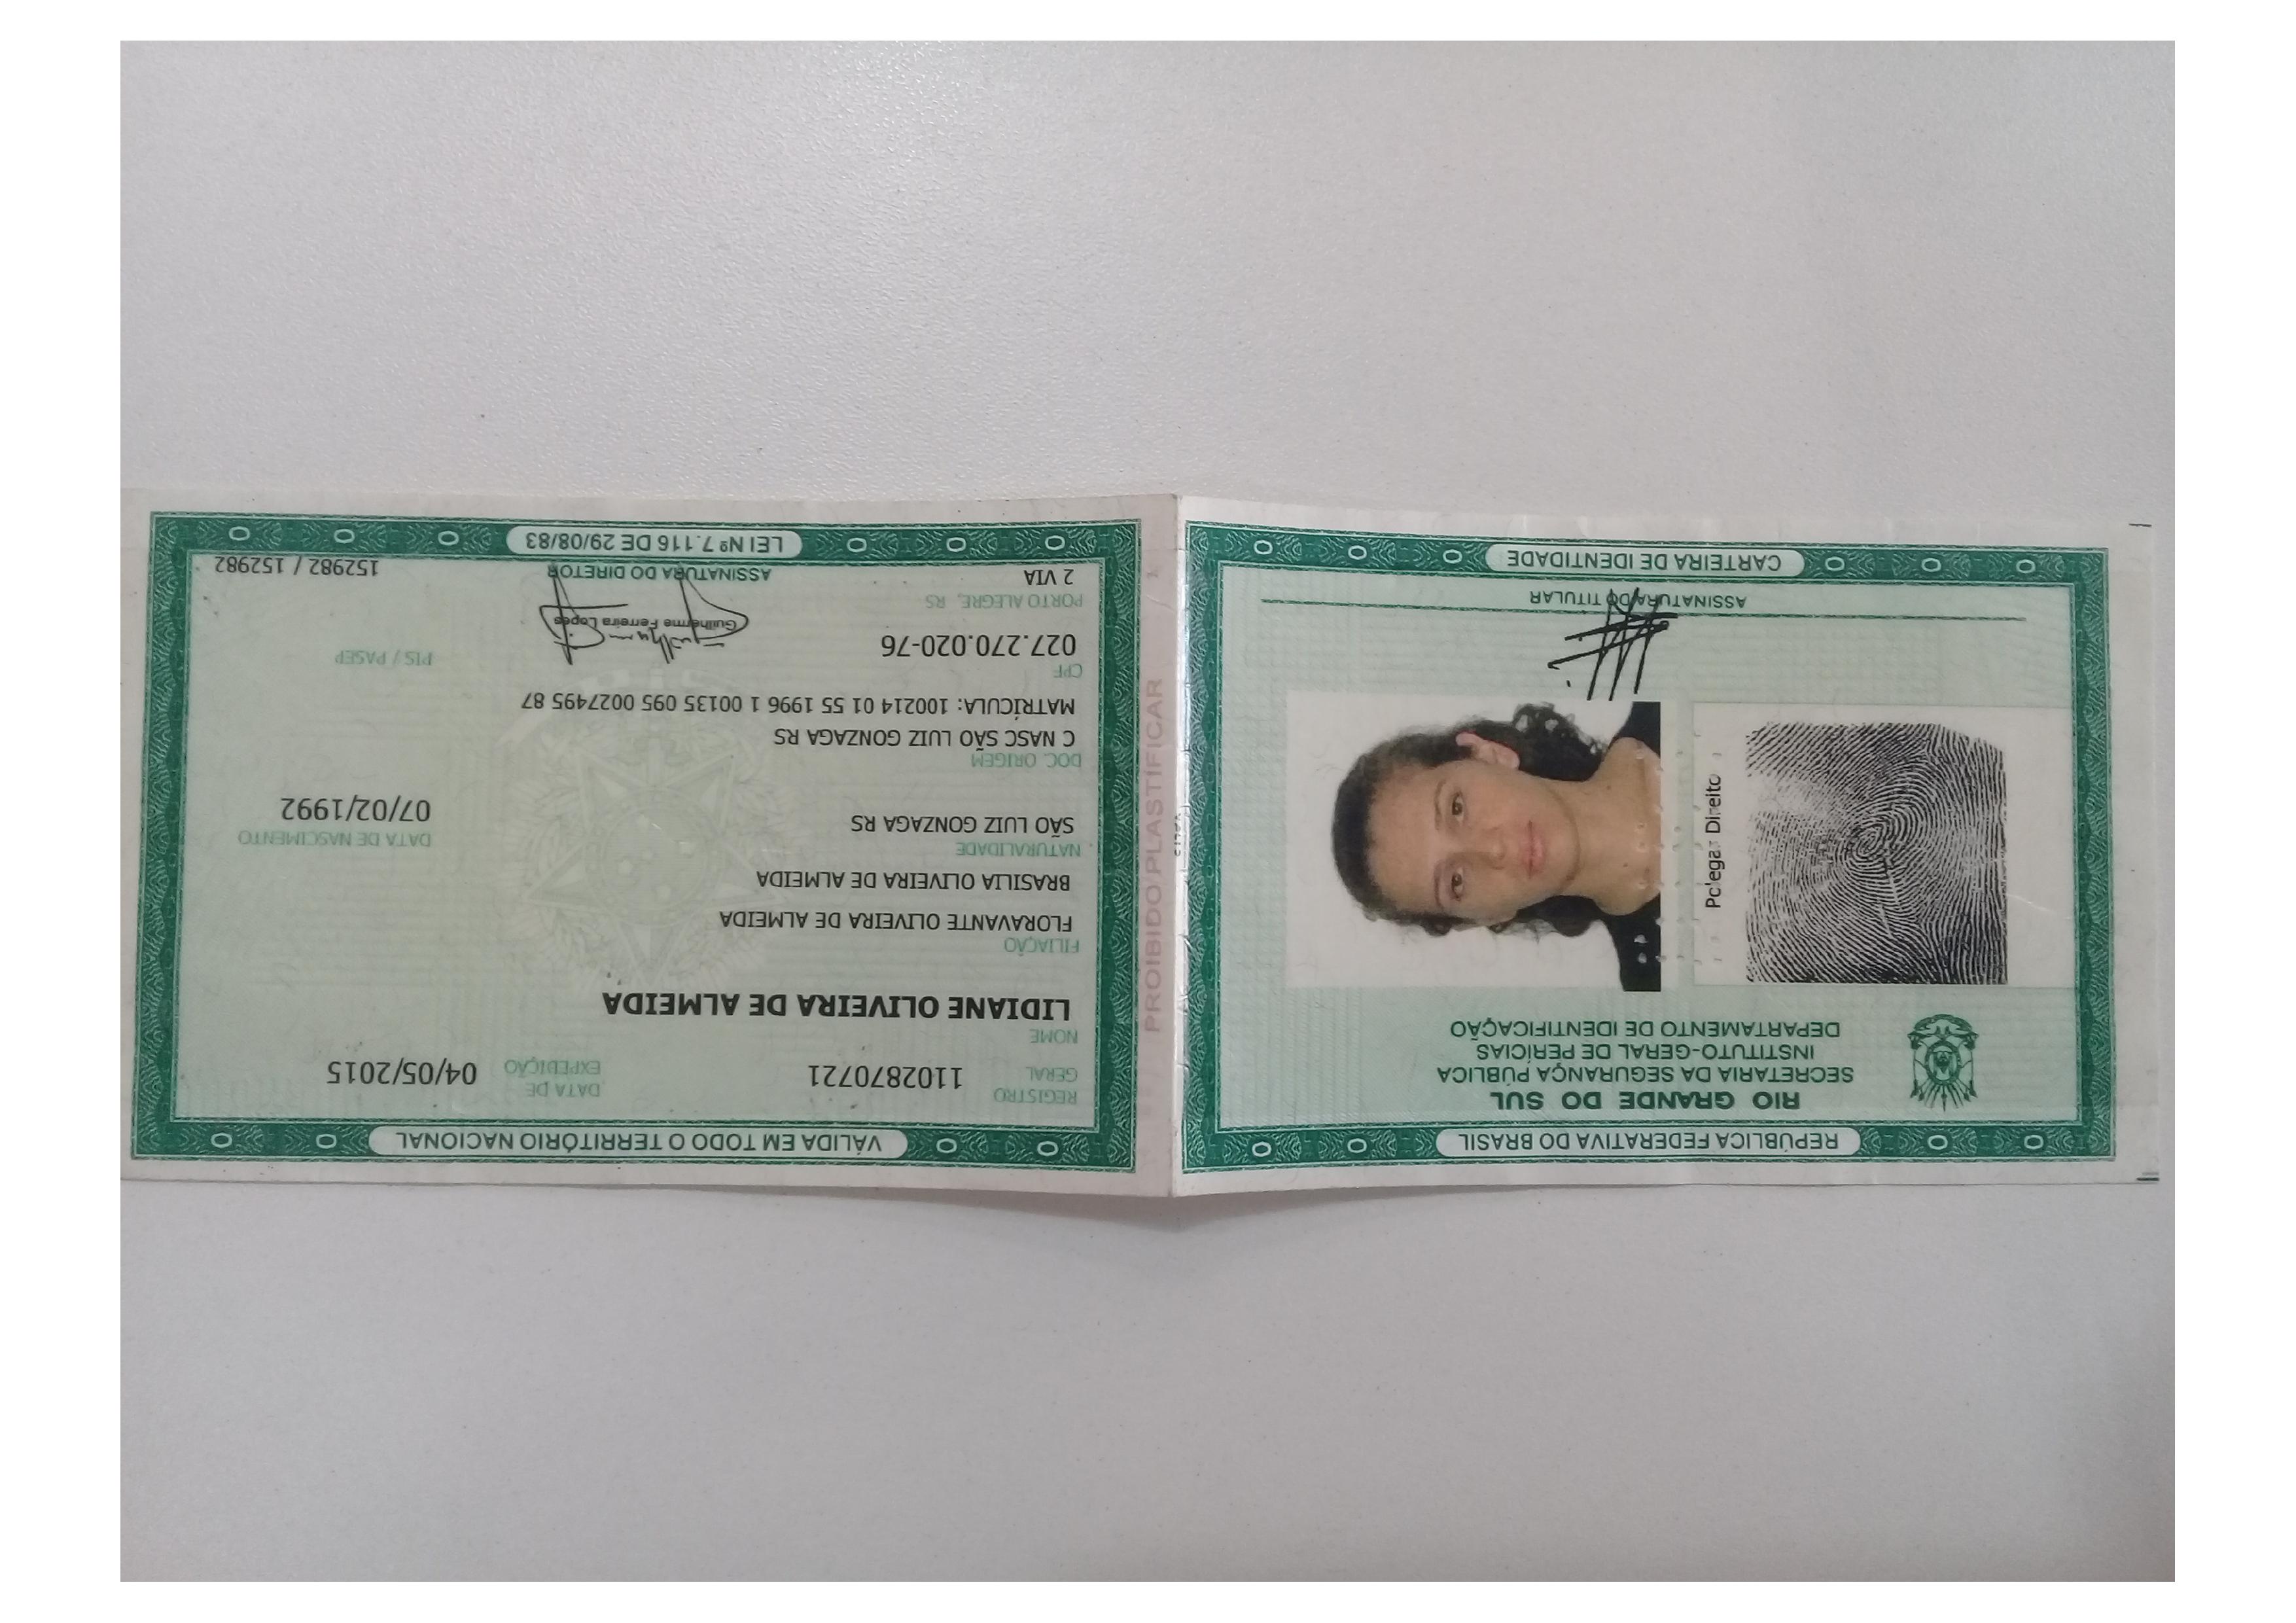 REPÚBLICA FEDERATIVA DO BRASIL
RIO GRANDE DO SUL
SECRETARIA DA SEGURANÇA PÚBLICA
INSTITUTO-GERAL DE PERÍCIAS
DEPARTAMENTO DE IDENTIFICAÇÃO
Polegar Direito
ASSINATURA DO TITULAR
CARTEIRA DE IDENTIDADE
PROIBIDO PLASTIFICAR
VÁLIDA EM TODO O TERRITÓRIO NACIONAL
REGISTRO GERAL 1102870721 DATA DE EXPEDIÇÃO 04/05/2015
NOME
LIDIANE OLIVEIRA DE ALMEIDA
FILIAÇÃO
FLORAVANTE OLIVEIRA DE ALMEIDA
BRASILIA OLIVEIRA DE ALMEIDA
NATURALIDADE DATA DE NASCIMENTO
SÃO LUIZ GONZAGA RS 07/02/1992
DOC. ORIGEM
C NASC SÃO LUIZ GONZAGA RS
MATRÍCULA: 100214 01 55 1996 1 00135 095 0027495 87
CPF PIS / PASEP
027.270.020-76
Guilherme Ferreira Lopes
PORTO ALEGRE, RS
2 VIA ASSINATURA DO DIRETOR 152982 / 152982
LEI Nº 7.116 DE 29/08/83